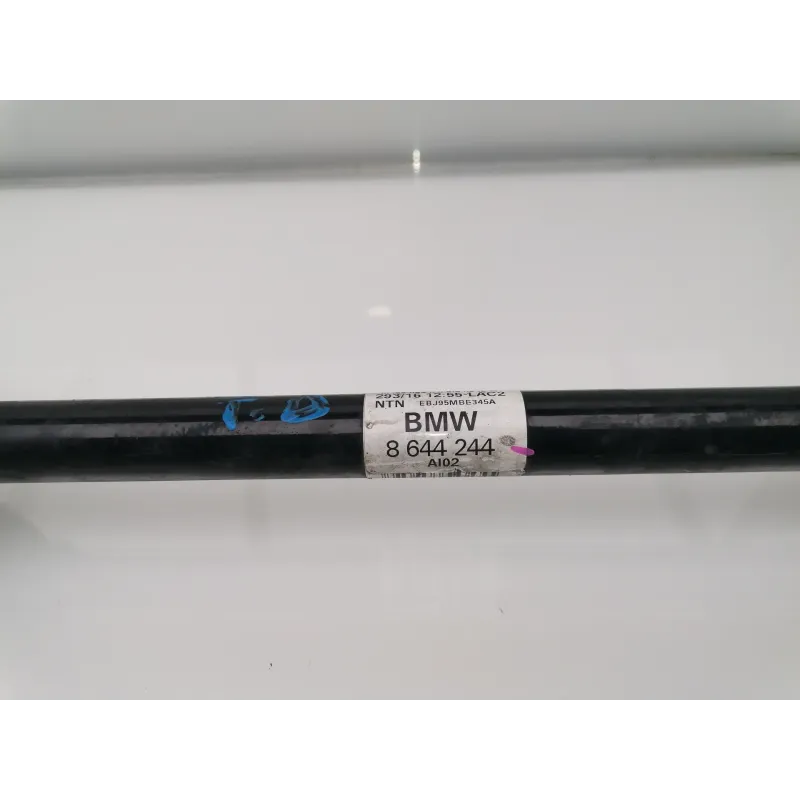 T. D
293/16 12:55 LAC2
NTN EBJ95MBE345A
BMW
8 644 244
AI02